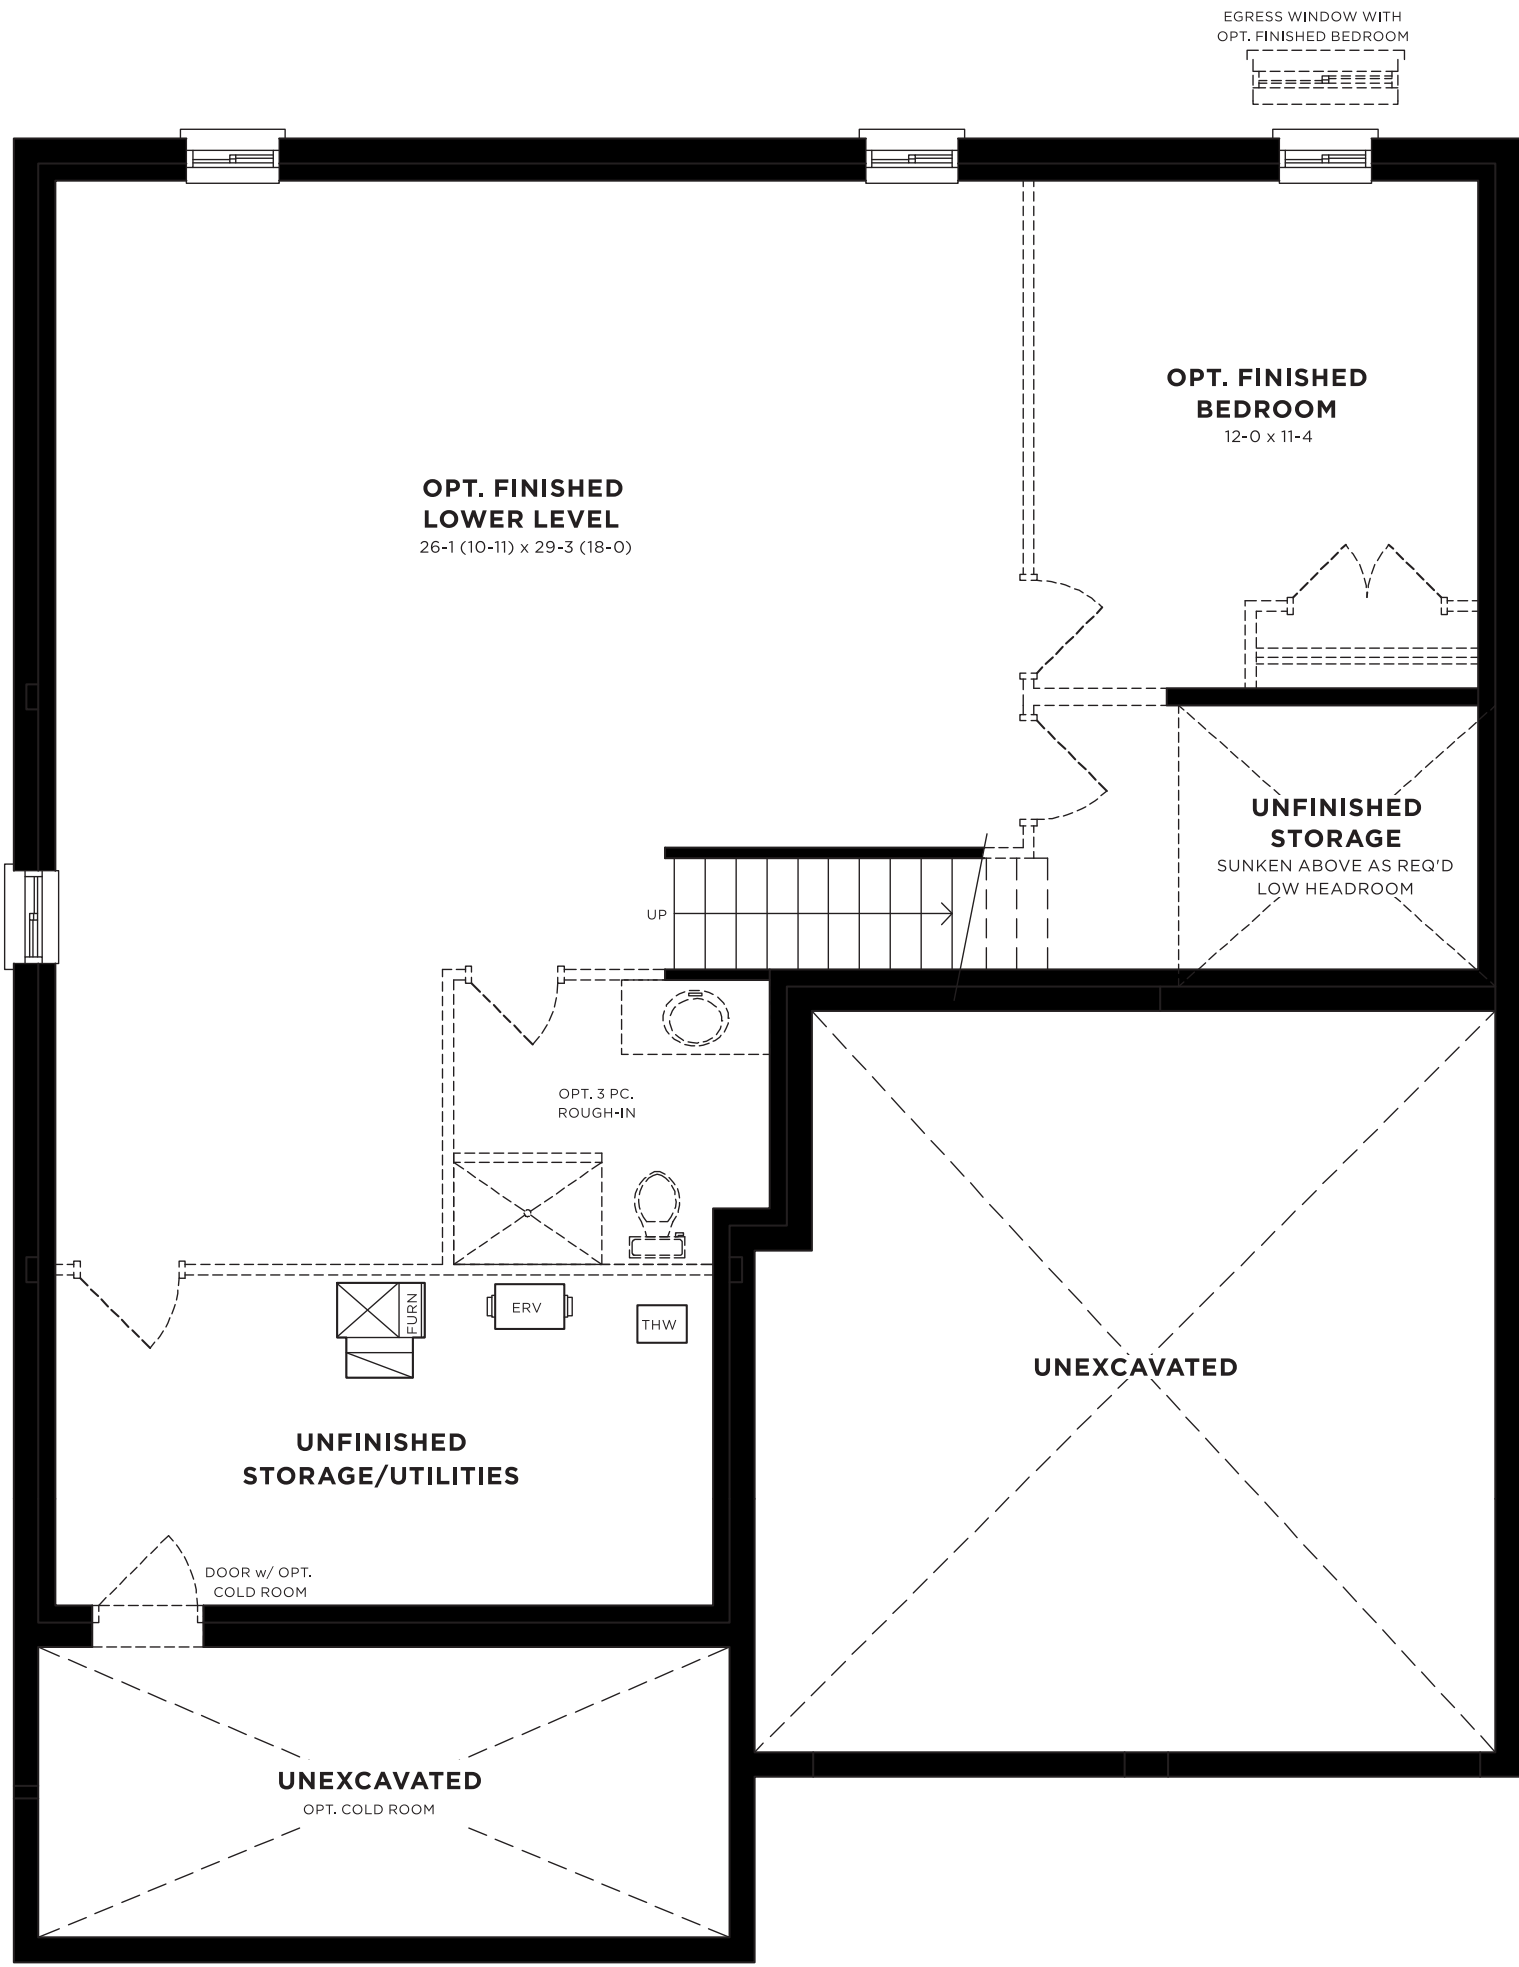 EGRESS WINDOW WITH
OPT. FINISHED BEDROOM
OPT. FINISHED
BEDROOM
12-0 x 11-4
OPT. FINISHED
LOWER LEVEL
26-1 (10-11) x 29-3 (18-0)
UNFINISHED
STORAGE
SUNKEN ABOVE AS REQ'D
LOW HEADROOM
UP
OPT. 3 PC.
ROUGH-IN
FURN
ERV
THW
UNEXCAVATED
UNFINISHED
STORAGE/UTILITIES
DOOR w/ OPT.
COLD ROOM
UNEXCAVATED
OPT. COLD ROOM